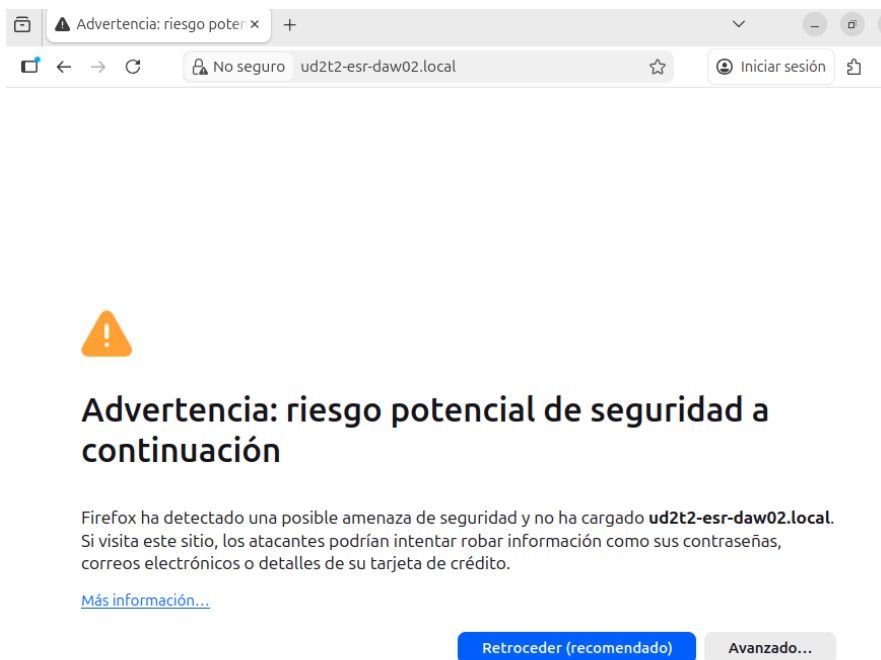 Advertencia: riesgo poten
No seguro ud2t2-esr-daw02.local
Iniciar sesión
Advertencia: riesgo potencial de seguridad a
continuación
Firefox ha detectado una posible amenaza de seguridad y no ha cargado ud2t2-esr-daw02.local.
Si visita este sitio, los atacantes podrían intentar robar información como sus contraseñas,
correos electrónicos o detalles de su tarjeta de crédito.
Más información...
Retroceder (recomendado) Avanzado...